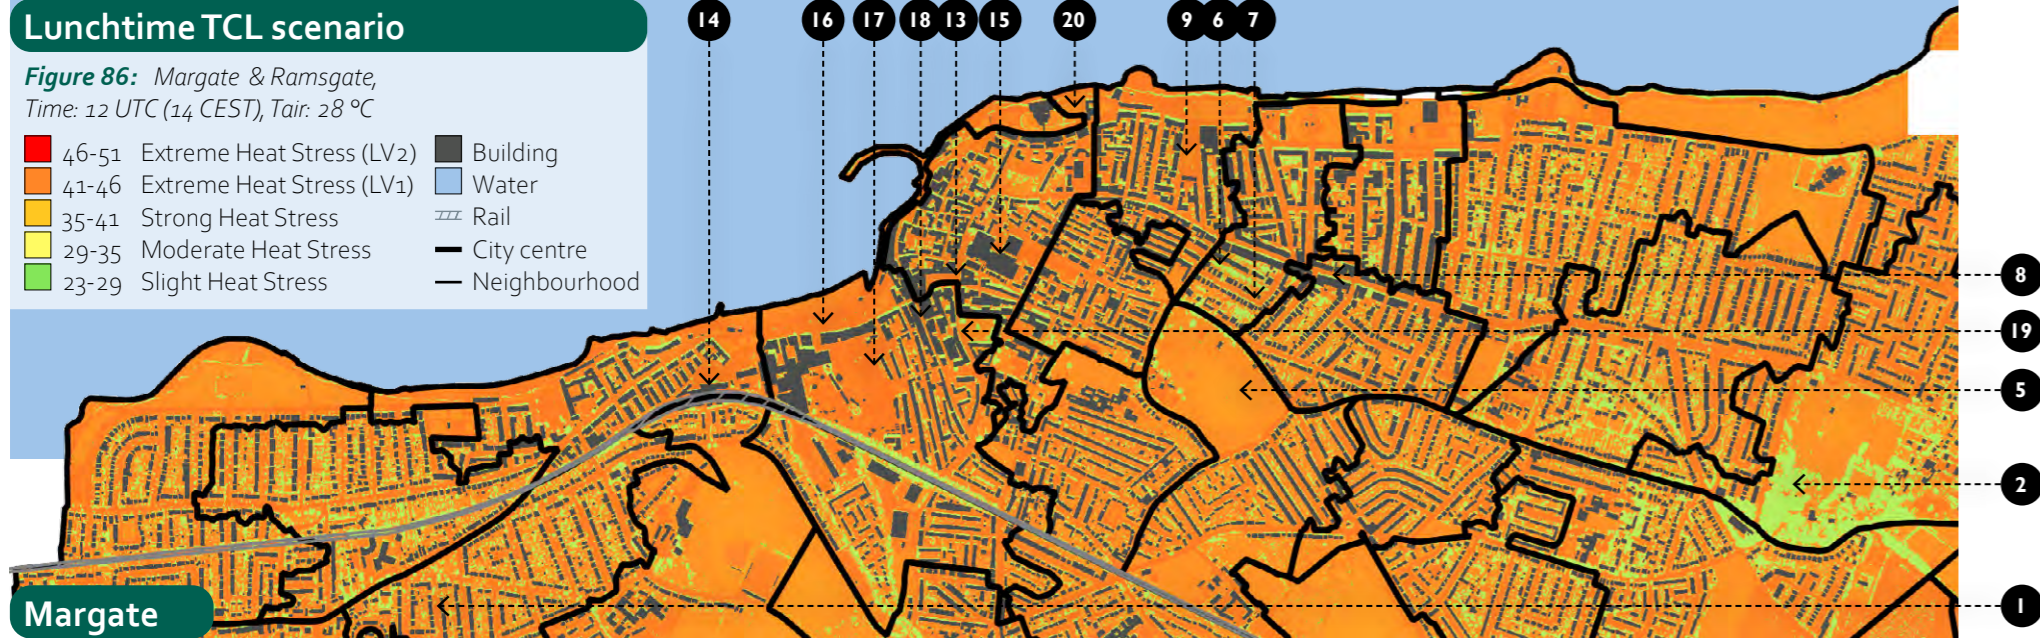 Lunchtime TCL scenario
Figure 86: Margate & Ramsgate,
Time: 12 UTC (14 CEST), Tair: 28 °C
46-51 Extreme Heat Stress (LV2)
41-46 Extreme Heat Stress (LV1)
35-41 Strong Heat Stress
29-35 Moderate Heat Stress
23-29 Slight Heat Stress
Building
Water
Rail
City centre
Neighbourhood
14
16
17
18
13
15
20
9
6
7
8
19
5
2
1
Margate